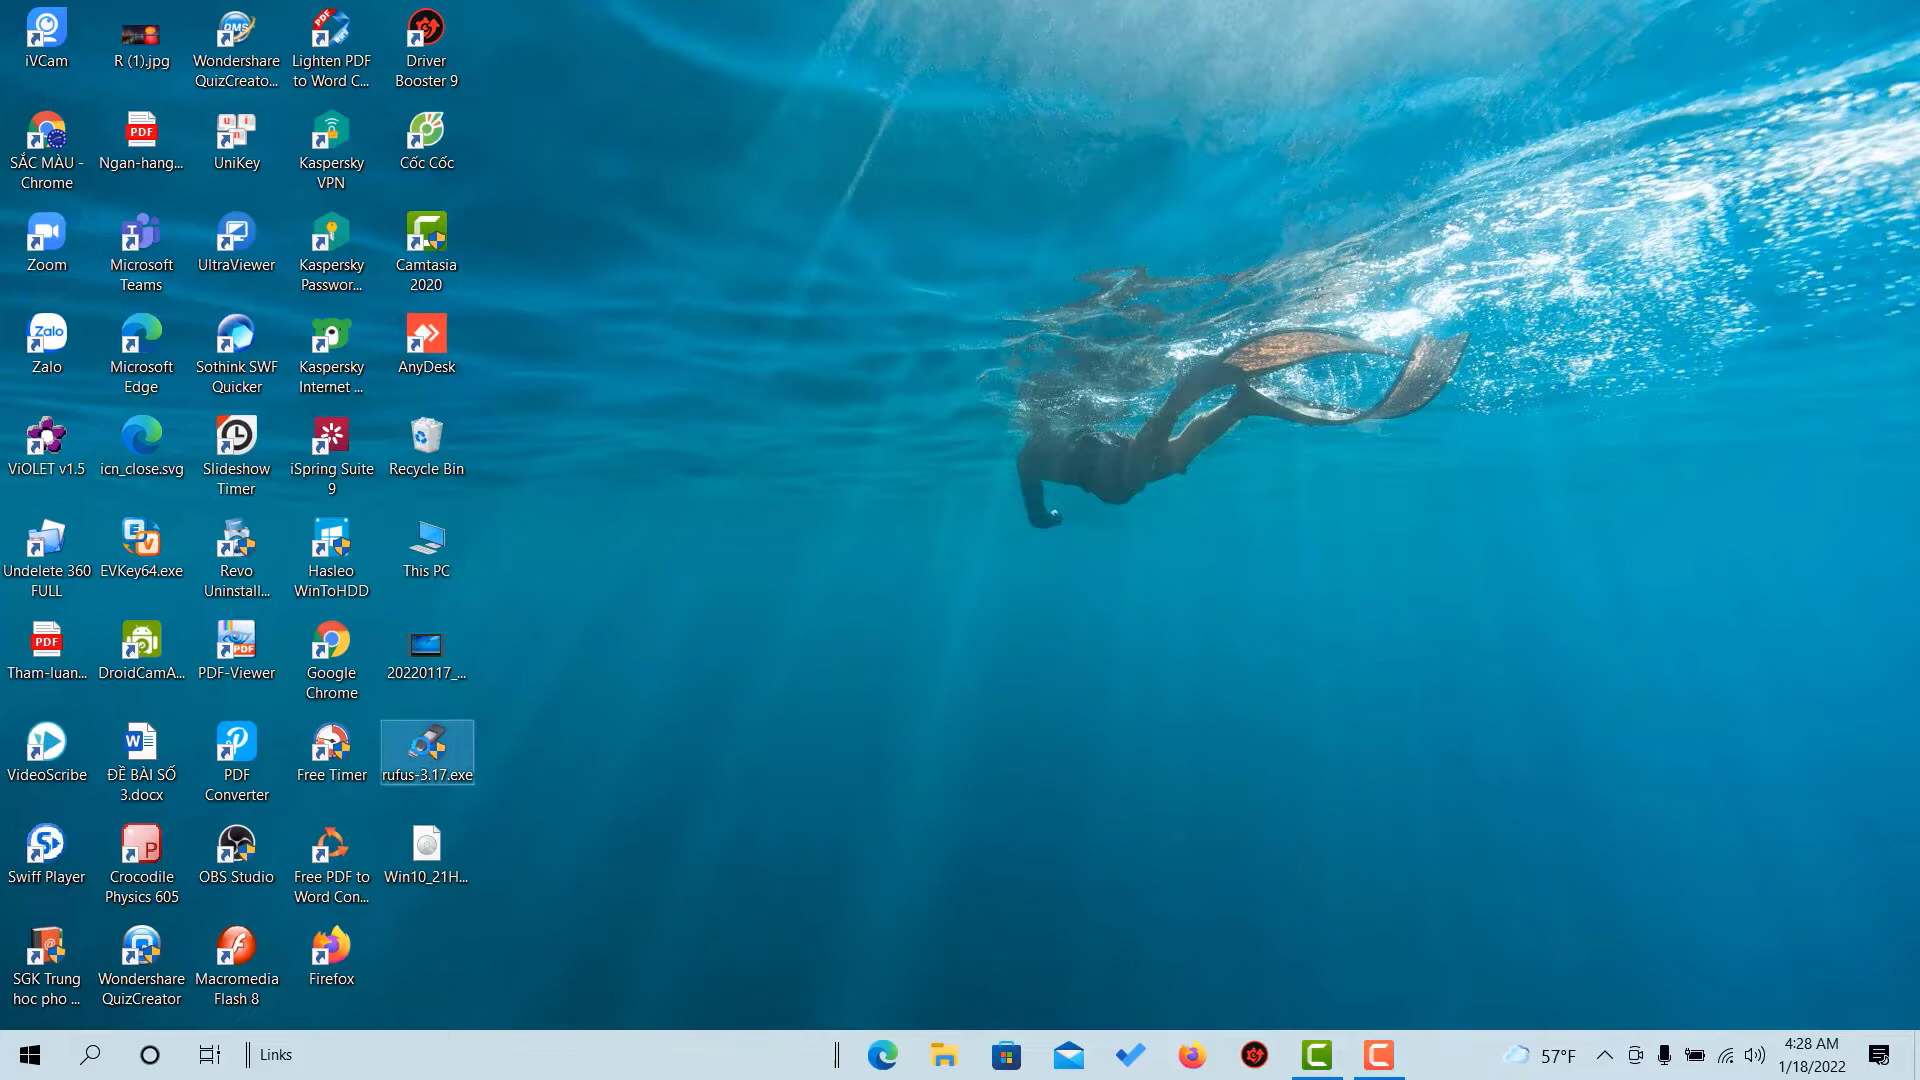 iVCam
R (1).jpg
Wondershare
QuizCreato...
Lighten PDF
to Word C...
Driver
Booster 9
SẮC MÀU -
Chrome
Ngan-hang...
UniKey
Kaspersky
VPN
Cốc Cốc
Zoom
Microsoft
Teams
UltraViewer
Kaspersky
Passwor...
Camtasia
2020
Zalo
Microsoft
Edge
Sothink SWF
Quicker
Kaspersky
Internet ...
AnyDesk
ViOLET v1.5
icn_close.svg
Slideshow
Timer
iSpring Suite
9
Recycle Bin
Undelete 360
FULL
EVKey64.exe
Revo
Uninstall...
Hasleo
WinToHDD
This PC
Tham-luan...
DroidCamA...
PDF-Viewer
Google
Chrome
20220117_...
VideoScribe
ĐỀ BÀI SỐ
3.docx
PDF
Converter
Free Timer
rufus-3.17.exe
Swiff Player
Crocodile
Physics 605
OBS Studio
Free PDF to
Word Con...
Win10_21H...
SGK Trung
hoc pho ...
Wondershare
QuizCreator
Macromedia
Flash 8
Firefox
Links
57°F
4:28 AM
1/18/2022